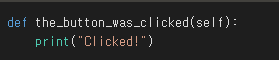 def the_button_was_clicked(self):
    print("Clicked!")